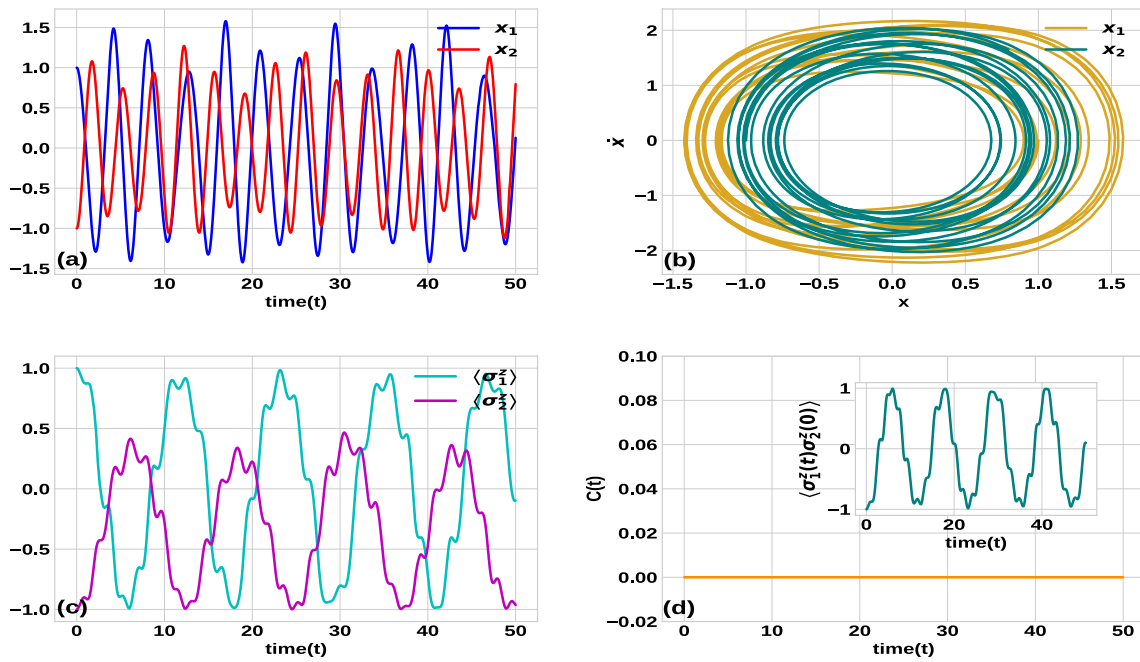 1.5
1.0
0.5
0.0
−0.5
−1.0
−1.5
x₁
x₂
(a)
0 10 20 30 40 50
time(t)
2
1
0
−1
−2
ẋ
x₁
x₂
(b)
−1.5 −1.0 −0.5 0.0 0.5 1.0 1.5
x
1.0
0.5
0.0
−0.5
−1.0
⟨σ₁ᶻ⟩
⟨σ₂ᶻ⟩
(c)
0 10 20 30 40 50
time(t)
0.10
0.08
0.06
0.04
0.02
0.00
−0.02
C(t)
⟨σ₁ᶻ(t)σ₂ᶻ(0)⟩
1
0
−1
0 20 40
time(t)
(d)
0 10 20 30 40 50
time(t)